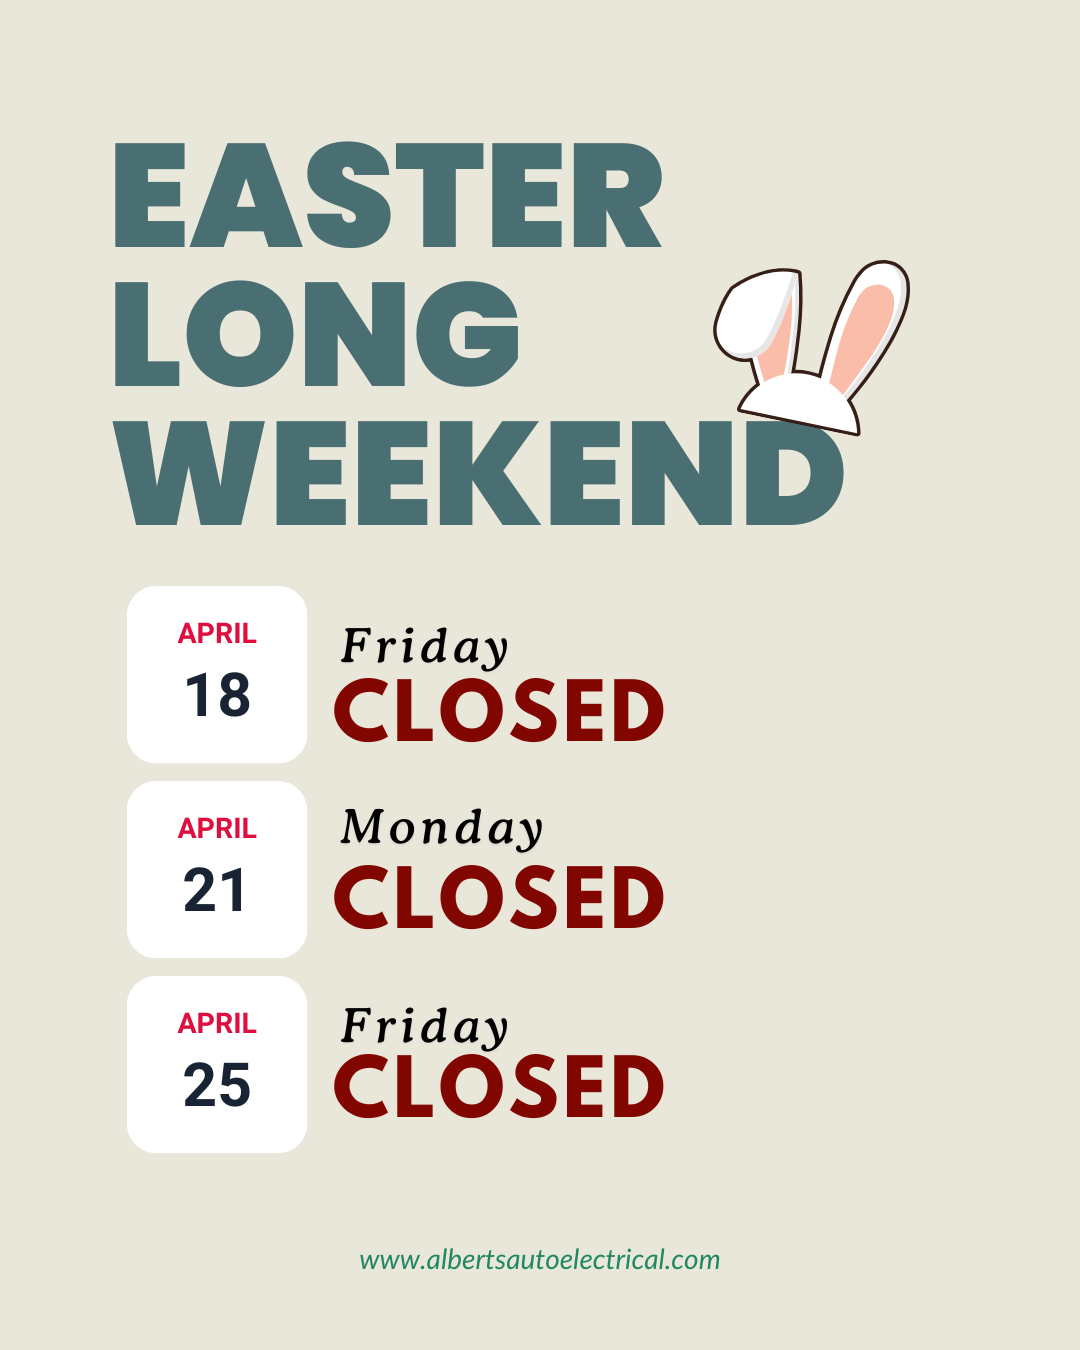 EASTER
LONG
WEEKEND
APRIL
18
Friday
CLOSED
APRIL
21
Monday
CLOSED
APRIL
25
Friday
CLOSED
www.albertsautoelectrical.com